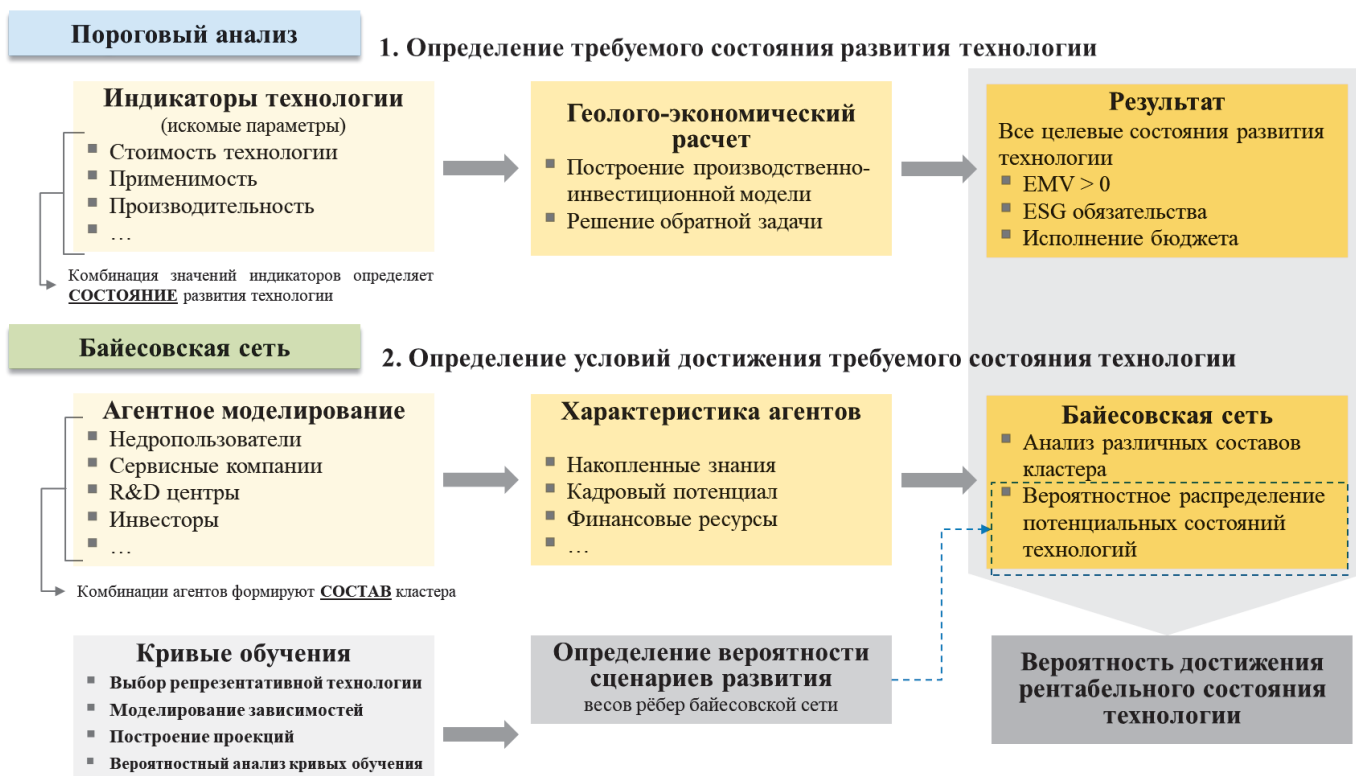 Пороговый анализ
1. Определение требуемого состояния развития технологии
Индикаторы технологии
(искомые параметры)
Стоимость технологии
Применимость
Производительность
…
Комбинация значений индикаторов определяет
СОСТОЯНИЕ развития технологии
Геолого-экономический
расчет
Построение производственно-
инвестиционной модели
Решение обратной задачи
Результат
Все целевые состояния развития
технологии
EMV > 0
ESG обязательства
Исполнение бюджета
Байесовская сеть
2. Определение условий достижения требуемого состояния технологии
Агентное моделирование
Недропользователи
Сервисные компании
R&D центры
Инвесторы
…
Комбинации агентов формируют СОСТАВ кластера
Характеристика агентов
Накопленные знания
Кадровый потенциал
Финансовые ресурсы
…
Байесовская сеть
Анализ различных составов
кластера
Вероятностное распределение
потенциальных состояний
технологий
Кривые обучения
Выбор репрезентативной технологии
Моделирование зависимостей
Построение проекций
Вероятностный анализ кривых обучения
Определение вероятности
сценариев развития
весов рёбер байесовской сети
Вероятность достижения
рентабельного состояния
технологии